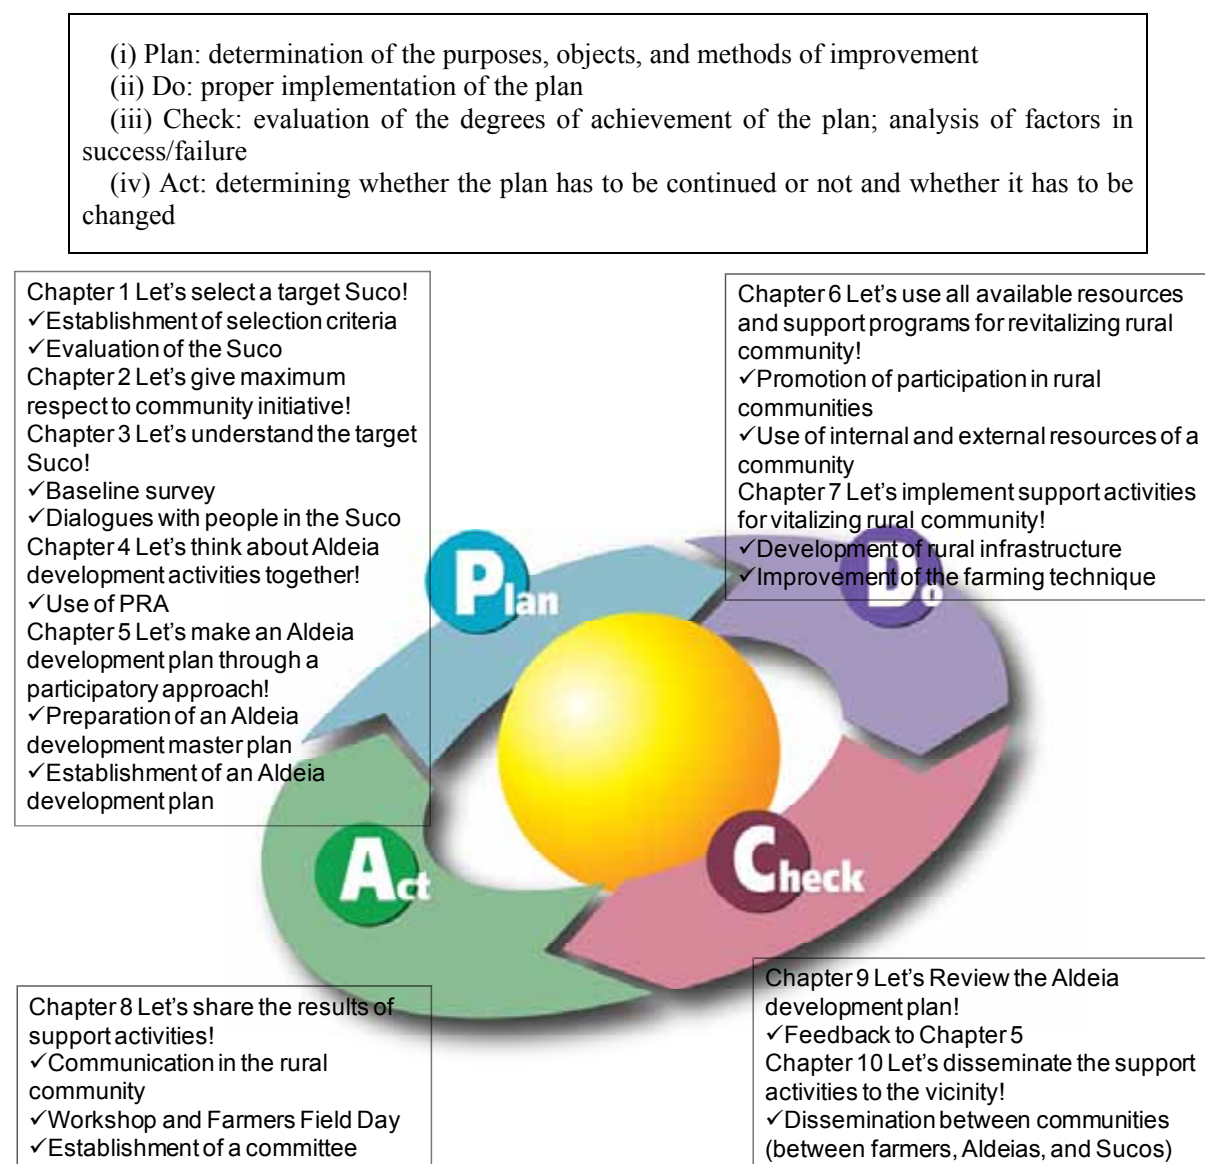 (i) Plan: determination of the purposes, objects, and methods of improvement
(ii) Do: proper implementation of the plan
(iii) Check: evaluation of the degrees of achievement of the plan; analysis of factors in
success/failure
(iv) Act: determining whether the plan has to be continued or not and whether it has to be
changed
Chapter 1 Let's select a target Suco!
✓Establishment of selection criteria
✓Evaluation of the Suco
Chapter 2 Let's give maximum
respect to community initiative!
Chapter 3 Let's understand the target
Suco!
✓Baseline survey
✓Dialogues with people in the Suco
Chapter 4 Let's think about Aldeia
development activities together!
✓Use of PRA
Chapter 5 Let's make an Aldeia
development plan through a
participatory approach!
✓Preparation of an Aldeia
development master plan
✓Establishment of an Aldeia
development plan
Chapter 6 Let's use all available resources
and support programs for revitalizing rural
community!
✓Promotion of participation in rural
communities
✓Use of internal and external resources of a
community
Chapter 7 Let's implement support activities
for vitalizing rural community!
✓Development of rural infrastructure
✓Improvement of the farming technique
Plan
Do
Act
Check
Chapter 8 Let's share the results of
support activities!
✓Communication in the rural
community
✓Workshop and Farmers Field Day
✓Establishment of a committee
Chapter 9 Let's Review the Aldeia
development plan!
✓Feedback to Chapter 5
Chapter 10 Let's disseminate the support
activities to the vicinity!
✓Dissemination between communities
(between farmers, Aldeias, and Sucos)